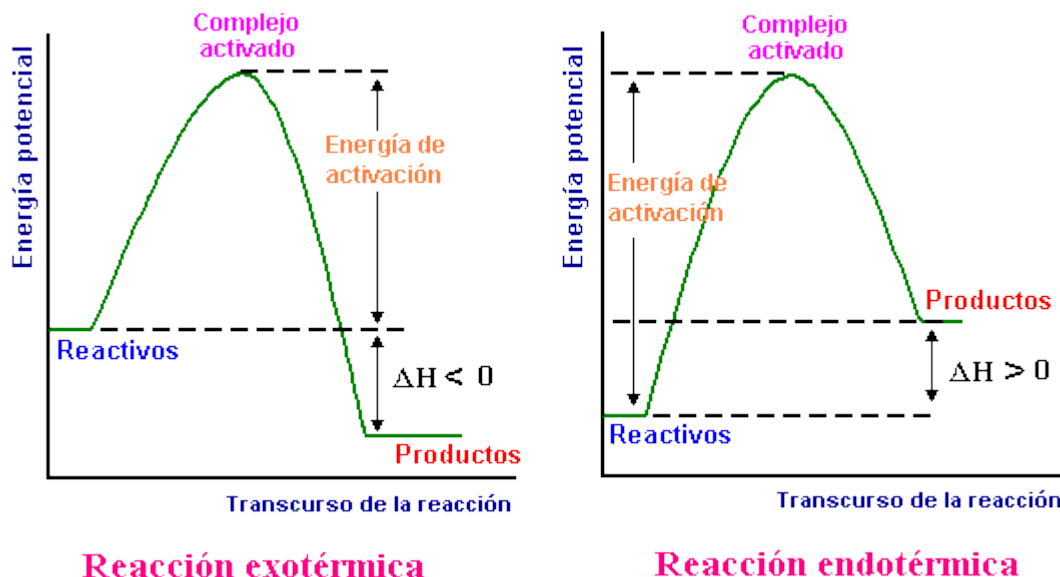 Complejo
activado
Energía potencial
Energía de
activación
Reactivos
ΔH < 0
Productos
Transcurso de la reacción
Reacción exotérmica
Complejo
activado
Energía potencial
Energía de
activación
Productos
ΔH > 0
Reactivos
Transcurso de la reacción
Reacción endotérmica